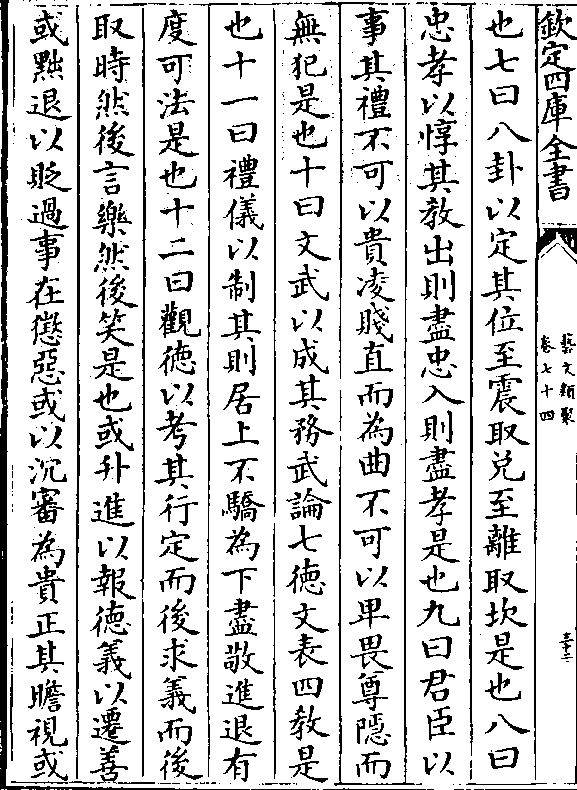 欽定四庫全書
藝文類聚
卷七十四
三十二
也七曰八卦以定其位至震取兌至離取坎是也八曰
忠孝以惇其教出則盡忠入則盡孝是也九曰君臣以
事其禮不可以貴凌賤直而為曲不可以卑畏尊隱而
無犯是也十曰文武以成其務武論七德文表四教是
也十一曰禮儀以制其則居上不驕為下盡敬進退有
度可法是也十二曰觀德以考其行定而後求義而後
取時然後言樂然後笑是也或升進以報德義以遷善
或黜退以貶過事在懲惡或以沉審為貴正其瞻視或